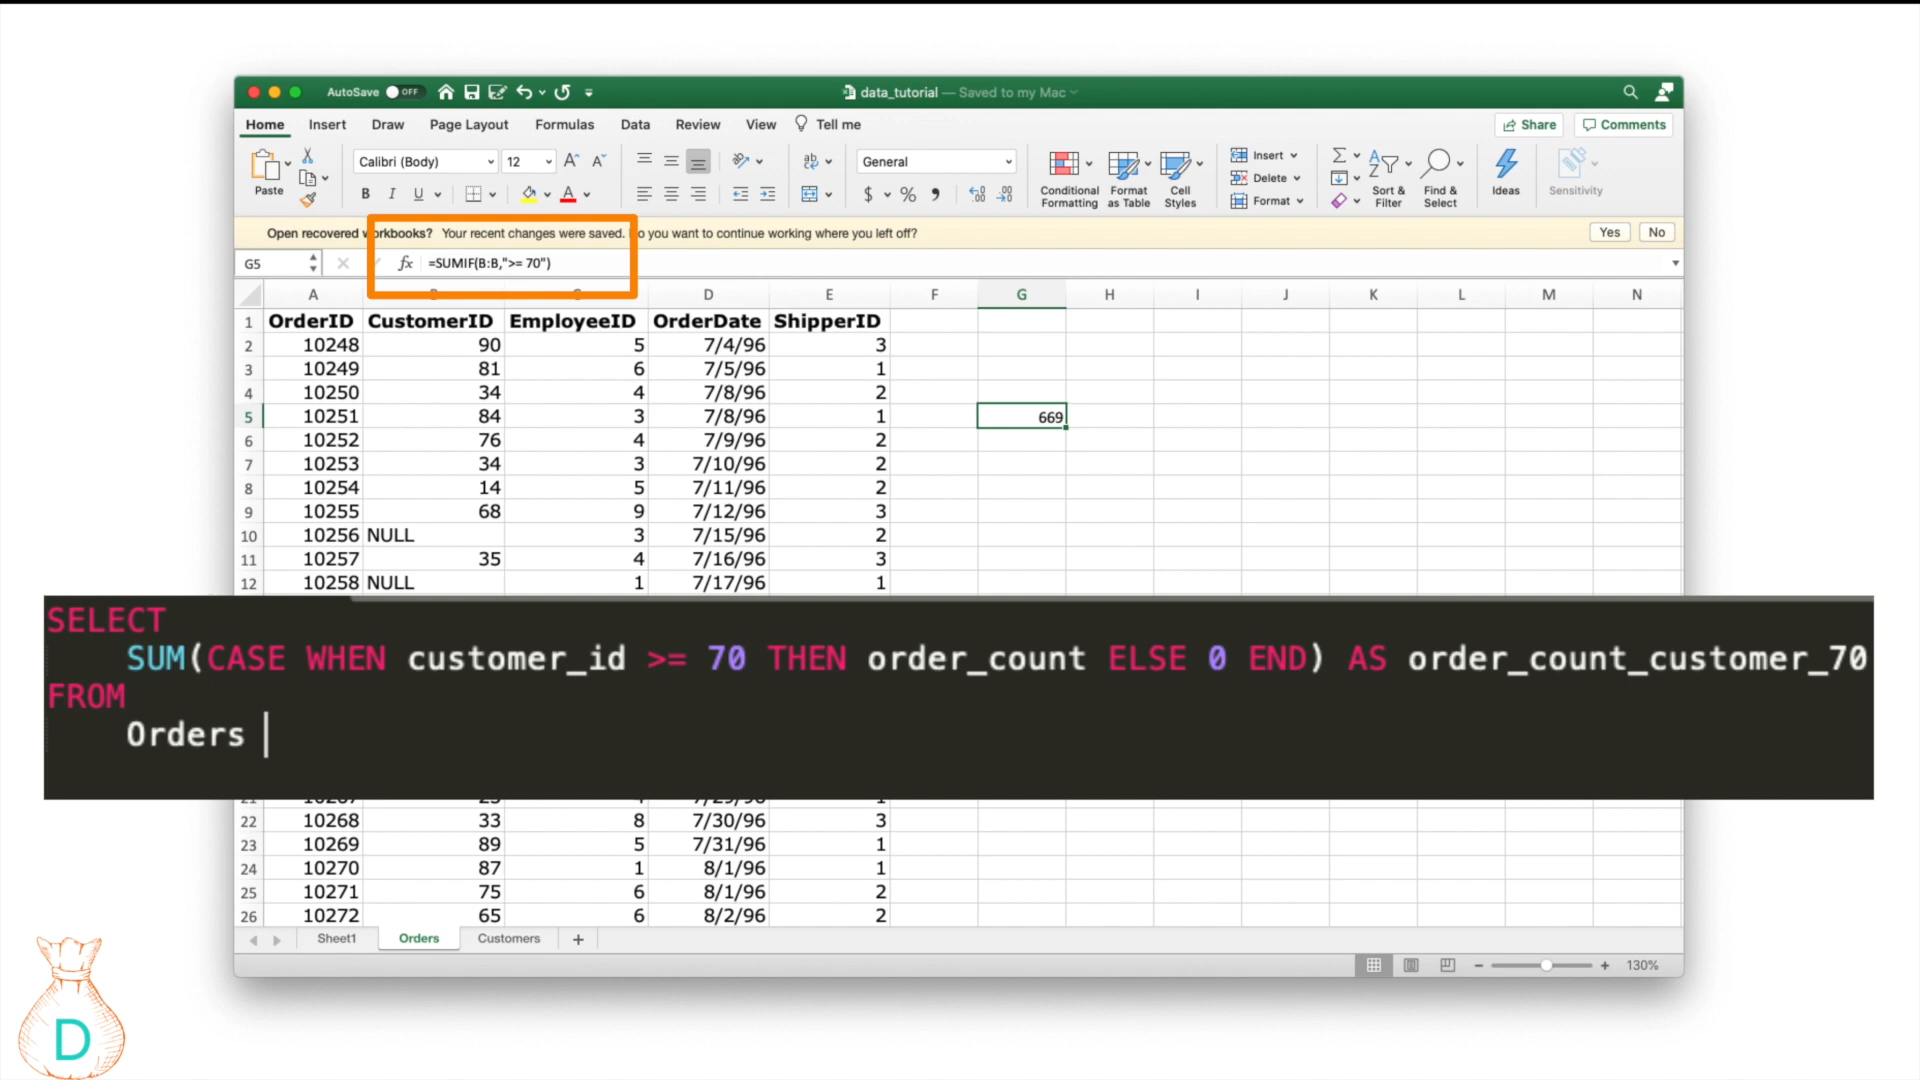 AutoSave OFF data_tutorial — Saved to my Mac
Home Insert Draw Page Layout Formulas Data Review View Tell me Share Comments
Paste Calibri (Body) 12 A A ab General Insert Delete Format
B I U A $ % Conditional Formatting Format as Table Cell Styles Sort & Filter Find & Select Ideas Sensitivity
Open recovered workbooks? Your recent changes were saved. Do you want to continue working where you left off? Yes No
G5 fx =SUMIF(B:B,">= 70")
A B C D E F G H I J K L M N
1 OrderID CustomerID EmployeeID OrderDate ShipperID
2 10248 90 5 7/4/96 3
3 10249 81 6 7/5/96 1
4 10250 34 4 7/8/96 2
5 10251 84 3 7/8/96 1 669
6 10252 76 4 7/9/96 2
7 10253 34 3 7/10/96 2
8 10254 14 5 7/11/96 2
9 10255 68 9 7/12/96 3
10 10256 NULL 3 7/15/96 2
11 10257 35 4 7/16/96 3
12 10258 NULL 1 7/17/96 1
SELECT
SUM(CASE WHEN customer_id >= 70 THEN order_count ELSE 0 END) AS order_count_customer_70
FROM
Orders
22 10268 33 8 7/30/96 3
23 10269 89 5 7/31/96 1
24 10270 87 1 8/1/96 1
25 10271 75 6 8/1/96 2
26 10272 65 6 8/2/96 2
Sheet1 Orders Customers +
130%
D